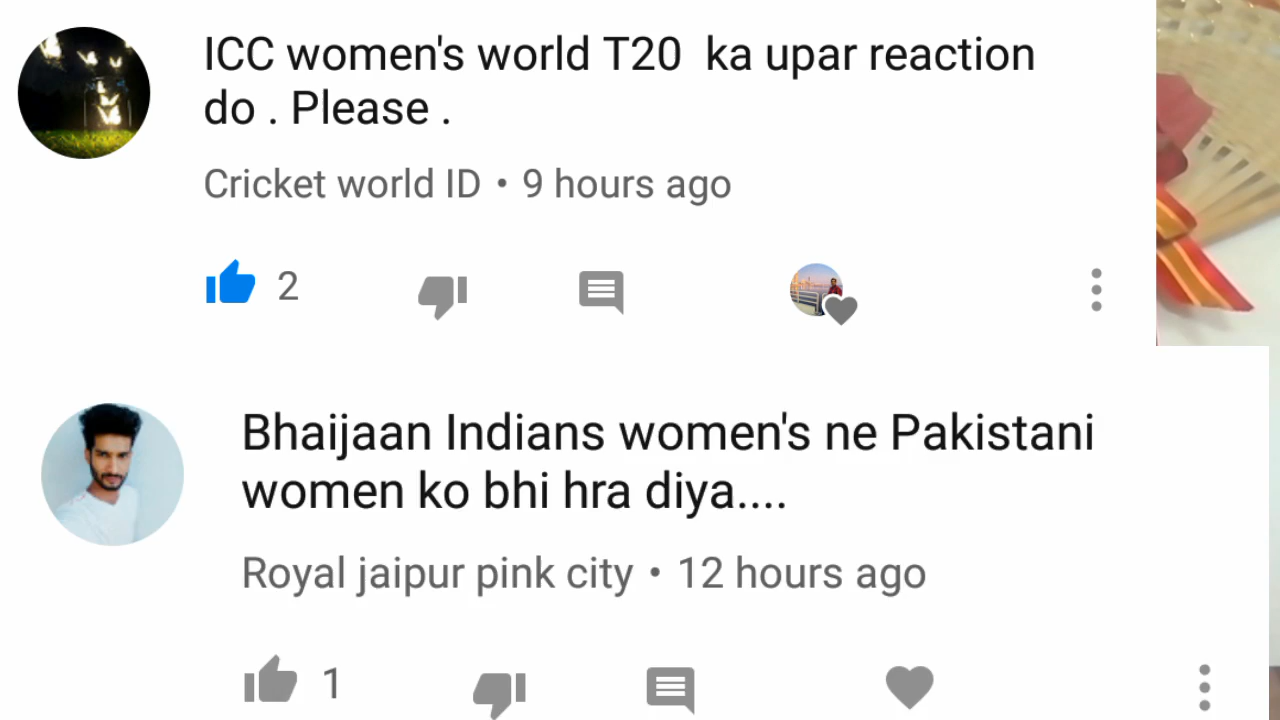 ICC women's world T20 ka upar reaction
do . Please .
Cricket world ID • 9 hours ago
2
Bhaijaan Indians women's ne Pakistani
women ko bhi hra diya....
Royal jaipur pink city • 12 hours ago
1